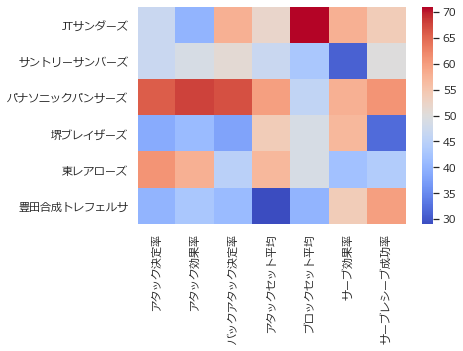 JTサンダーズ
サントリーサンバーズ
パナソニックパンサーズ
堺ブレイザーズ
東レアローズ
豊田合成トレフェルサ
アタック決定率
アタック効果率
バックアタック決定率
アタックセット平均
ブロックセット平均
サーブ効果率
サーブレシーブ成功率
70
65
60
55
50
45
40
35
30